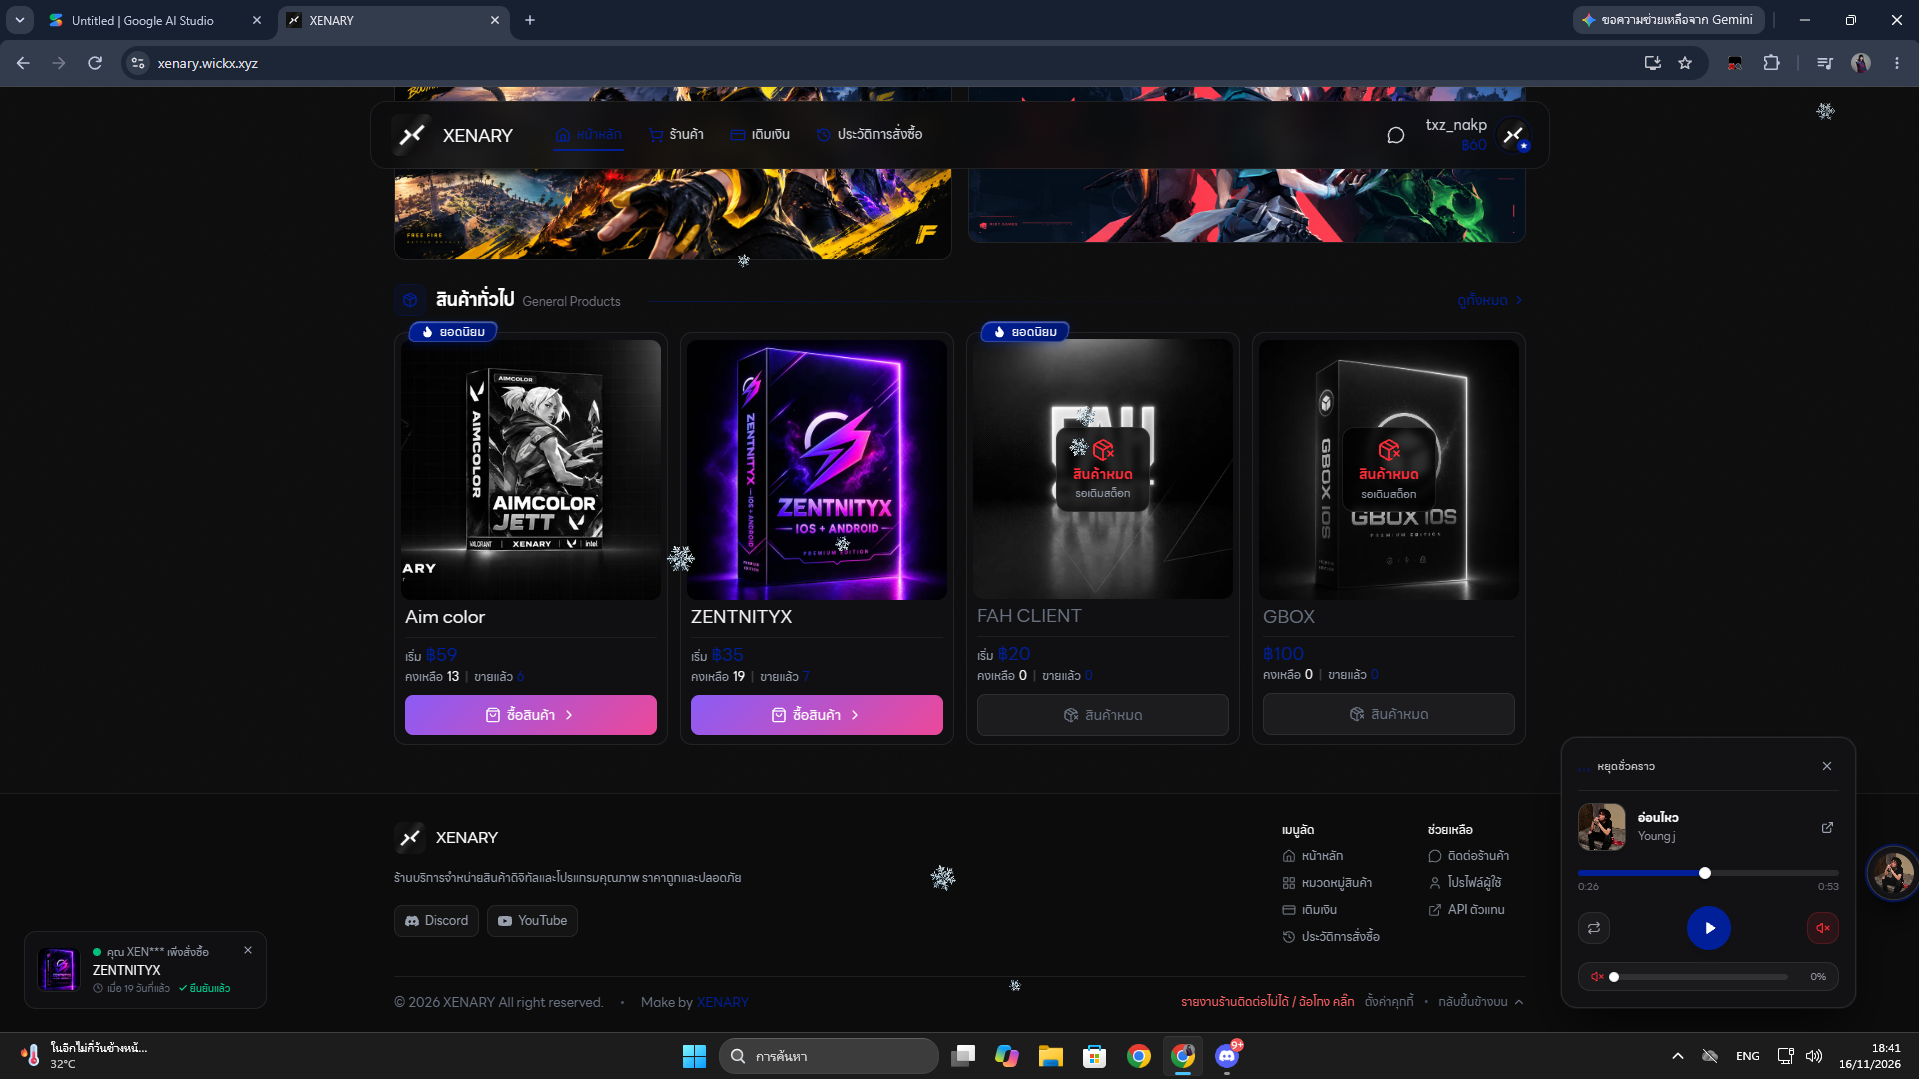 Untitled | Google AI Studio
XENARY
ขอความช่วยเหลือจาก Gemini
xenary.wickx.xyz
XENARY
หน้าหลัก
ร้านค้า
เติมเงิน
ประวัติการสั่งซื้อ
txz_nakp
฿60
FREE FIRE
สินค้าทั่วไป General Products
ดูทั้งหมด
ยอดนิยม
AIMCOLOR
AIMCOLOR
AIMCOLOR
JETT
VALORANT XENARY intel
ARY
Aim color
เริ่ม ฿59
คงเหลือ 13 | ขายแล้ว 6
ซื้อสินค้า
ZENTNITYX
ZENTNITYX
IOS + ANDROID
PREMIUM EDITION
ZENTNITYX
เริ่ม ฿35
คงเหลือ 19 | ขายแล้ว 7
ซื้อสินค้า
ยอดนิยม
FAH
สินค้าหมด
รอเติมสต็อก
FAH CLIENT
เริ่ม ฿20
คงเหลือ 0 | ขายแล้ว 0
สินค้าหมด
GBOX IOS
สินค้าหมด
รอเติมสต็อก
GBOX IOS
PREMIUM EDITION
GBOX
฿100
คงเหลือ 0 | ขายแล้ว 0
สินค้าหมด
XENARY
ร้านบริการจำหน่ายสินค้าดิจิทัลและโปรแกรมคุณภาพ ราคาถูกและปลอดภัย
Discord
YouTube
เมนูลัด
หน้าหลัก
หมวดหมู่สินค้า
เติมเงิน
ประวัติการสั่งซื้อ
ช่วยเหลือ
ติดต่อร้านค้า
โปรไฟล์ผู้ใช้
API ตัวแทน
© 2026 XENARY All right reserved. • Make by XENARY
รายงานร้านติดต่อไม่ได้ / ฉ้อโกง คลิ๊ก
ตั้งค่าคุกกี้ • กลับขึ้นข้างบน
คุณ XEN*** เพิ่งสั่งซื้อ
ZENTNITYX
เมื่อ 19 วันที่แล้ว ยืนยันแล้ว
... หยุดชั่วคราว
อ่อนไหว
Young j
0:26
0:53
0%
ในอีกไม่กี่วันข้างหน้...
32°C
การค้นหา
9+
ENG
18:41
16/11/2026